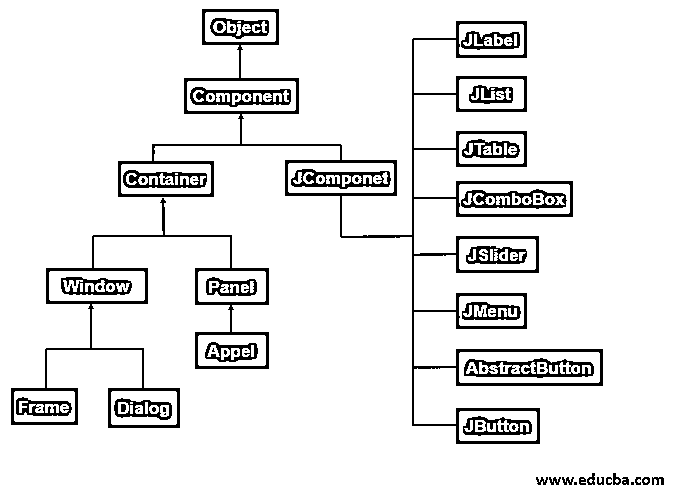 Object
Component
Container
JComponet
Window
Panel
Appel
Frame
Dialog
JLabel
JList
JTable
JComboBox
JSlider
JMenu
AbstractButton
JButton
www.educba.com